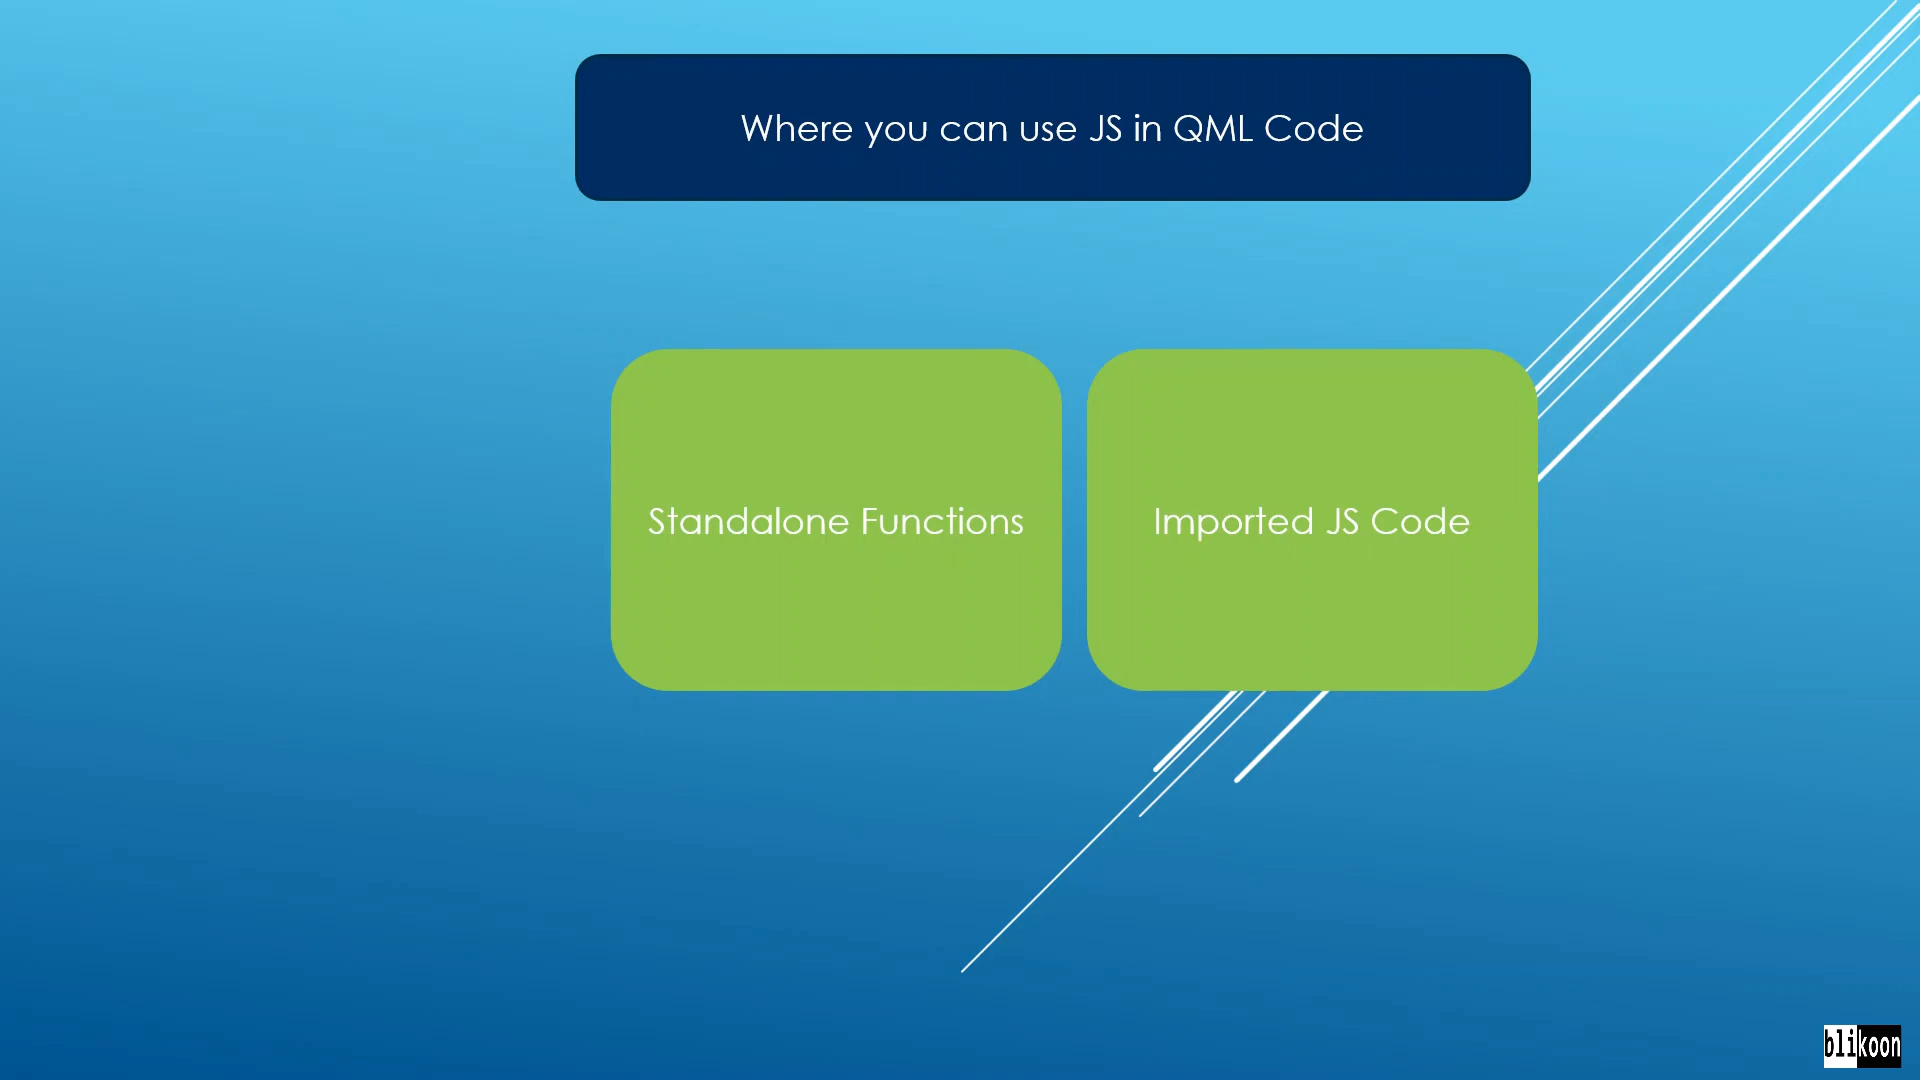 Where you can use JS in QML Code
Standalone Functions
Imported JS Code
blikoon